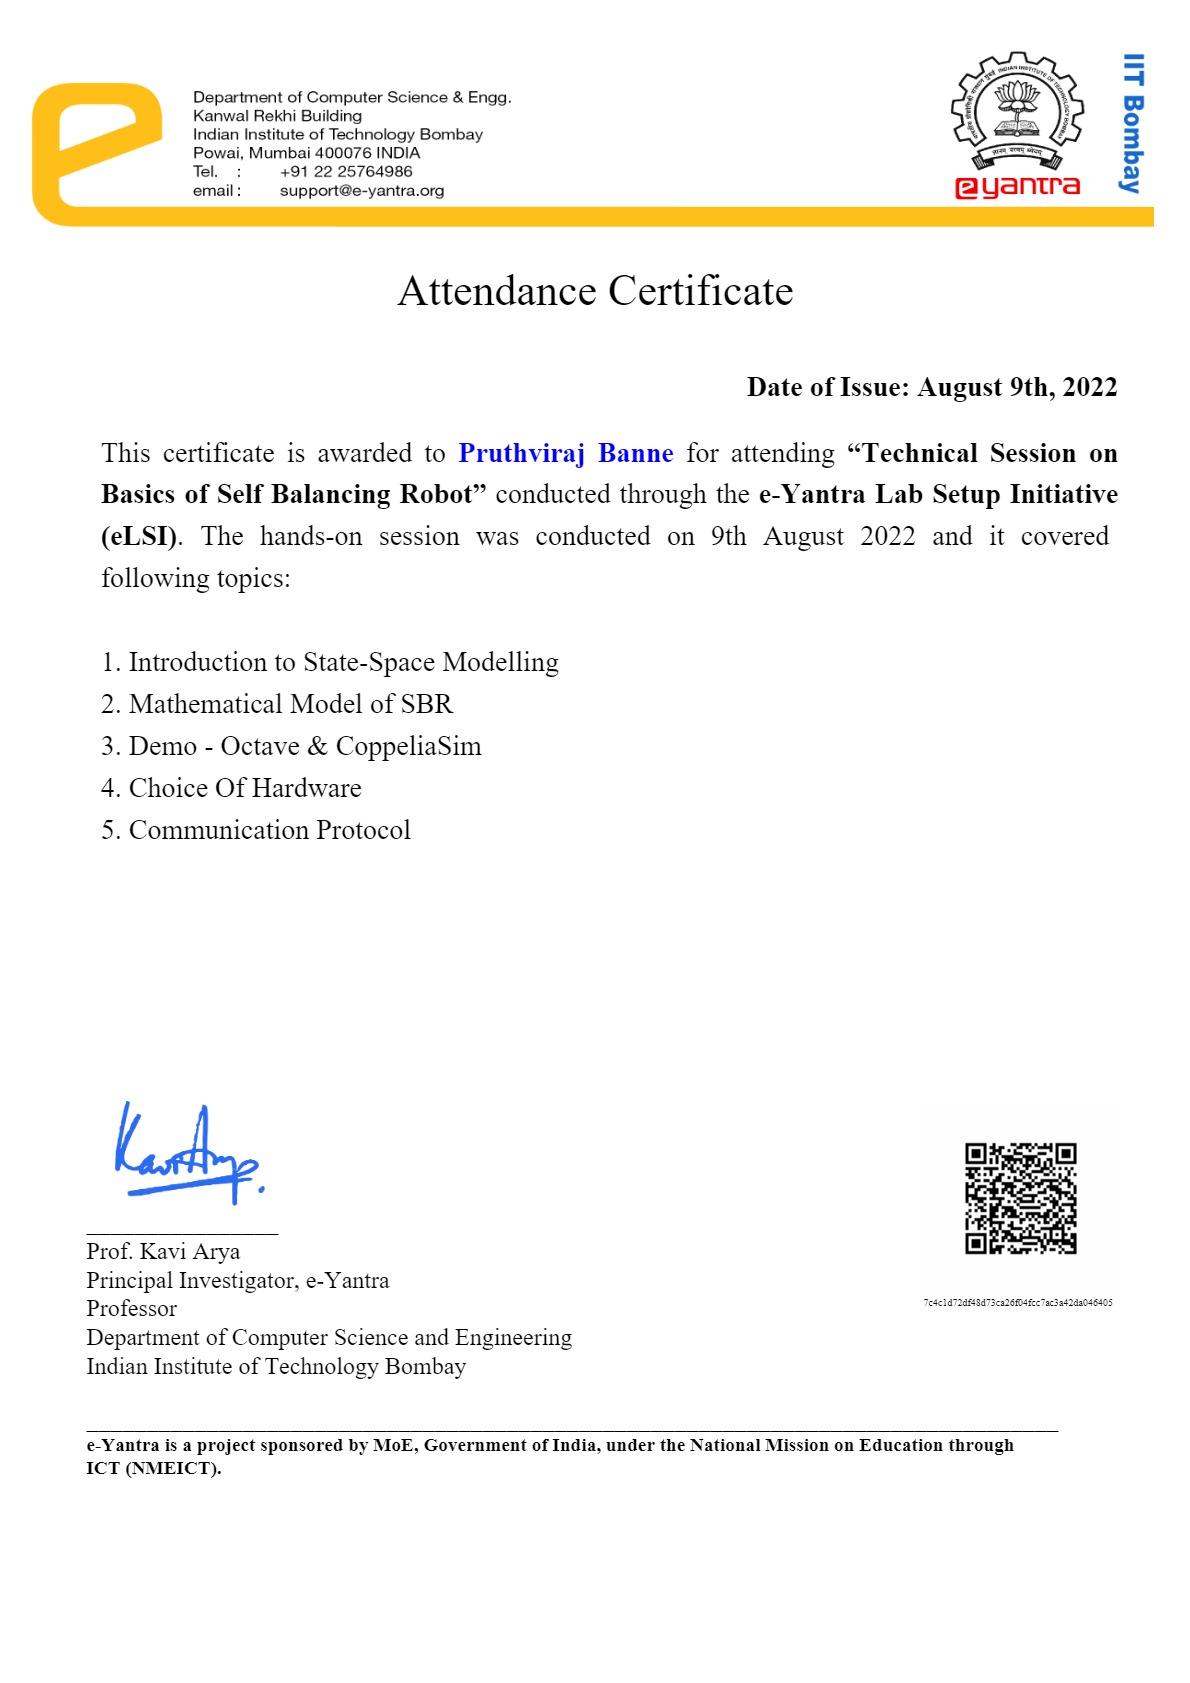 Department of Computer Science & Engg.
Kanwal Rekhi Building
Indian Institute of Technology Bombay
Powai, Mumbai 400076 INDIA
Tel. : +91 22 25764986
email : support@e-yantra.org
INDIAN INSTITUTE OF TECHNOLOGY BOMBAY
भारतीय प्रौद्योगिकी संस्थान मुंबई
ज्ञानम् परमम् ध्येयम्
e yantra
IIT Bombay
Attendance Certificate
Date of Issue: August 9th, 2022
This certificate is awarded to Pruthviraj Banne for attending “Technical Session on
Basics of Self Balancing Robot” conducted through the e-Yantra Lab Setup Initiative
(eLSI). The hands-on session was conducted on 9th August 2022 and it covered
following topics:
1. Introduction to State-Space Modelling
2. Mathematical Model of SBR
3. Demo - Octave & CoppeliaSim
4. Choice Of Hardware
5. Communication Protocol
Kavi Arya
Prof. Kavi Arya
Principal Investigator, e-Yantra
Professor
Department of Computer Science and Engineering
Indian Institute of Technology Bombay
7c4c1d72df48d73ca26f04fcc7ac3a42da046405
e-Yantra is a project sponsored by MoE, Government of India, under the National Mission on Education through
ICT (NMEICT).